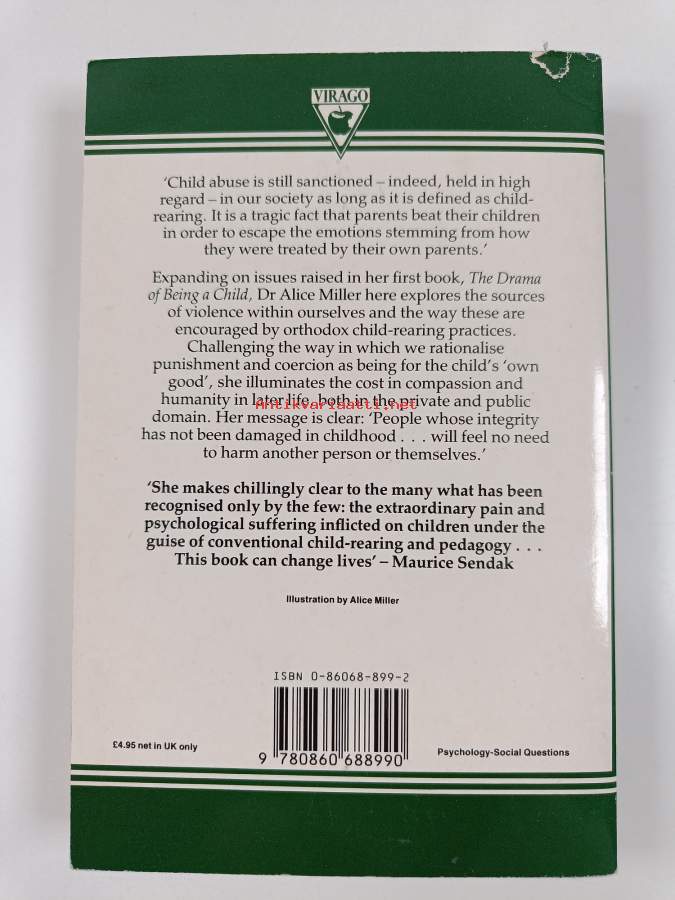 VIRAGO
‘Child abuse is still sanctioned – indeed, held in high
regard – in our society as long as it is defined as child-
rearing. It is a tragic fact that parents beat their children
in order to escape the emotions stemming from how
they were treated by their own parents.’
Expanding on issues raised in her first book, The Drama
of Being a Child, Dr Alice Miller here explores the sources
of violence within ourselves and the way these are
encouraged by orthodox child-rearing practices.
Challenging the way in which we rationalise
punishment and coercion as being for the child’s ‘own
good’, she illuminates the cost in compassion and
humanity in later life, both in the private and public
Antikvariaatti.net
domain. Her message is clear: ‘People whose integrity
has not been damaged in childhood . . . will feel no need
to harm another person or themselves.’
‘She makes chillingly clear to the many what has been
recognised only by the few: the extraordinary pain and
psychological suffering inflicted on children under the
guise of conventional child-rearing and pedagogy . . .
This book can change lives’ – Maurice Sendak
Illustration by Alice Miller
ISBN 0-86068-899-2
£4.95 net in UK only
9 780860 688990
Psychology-Social Questions